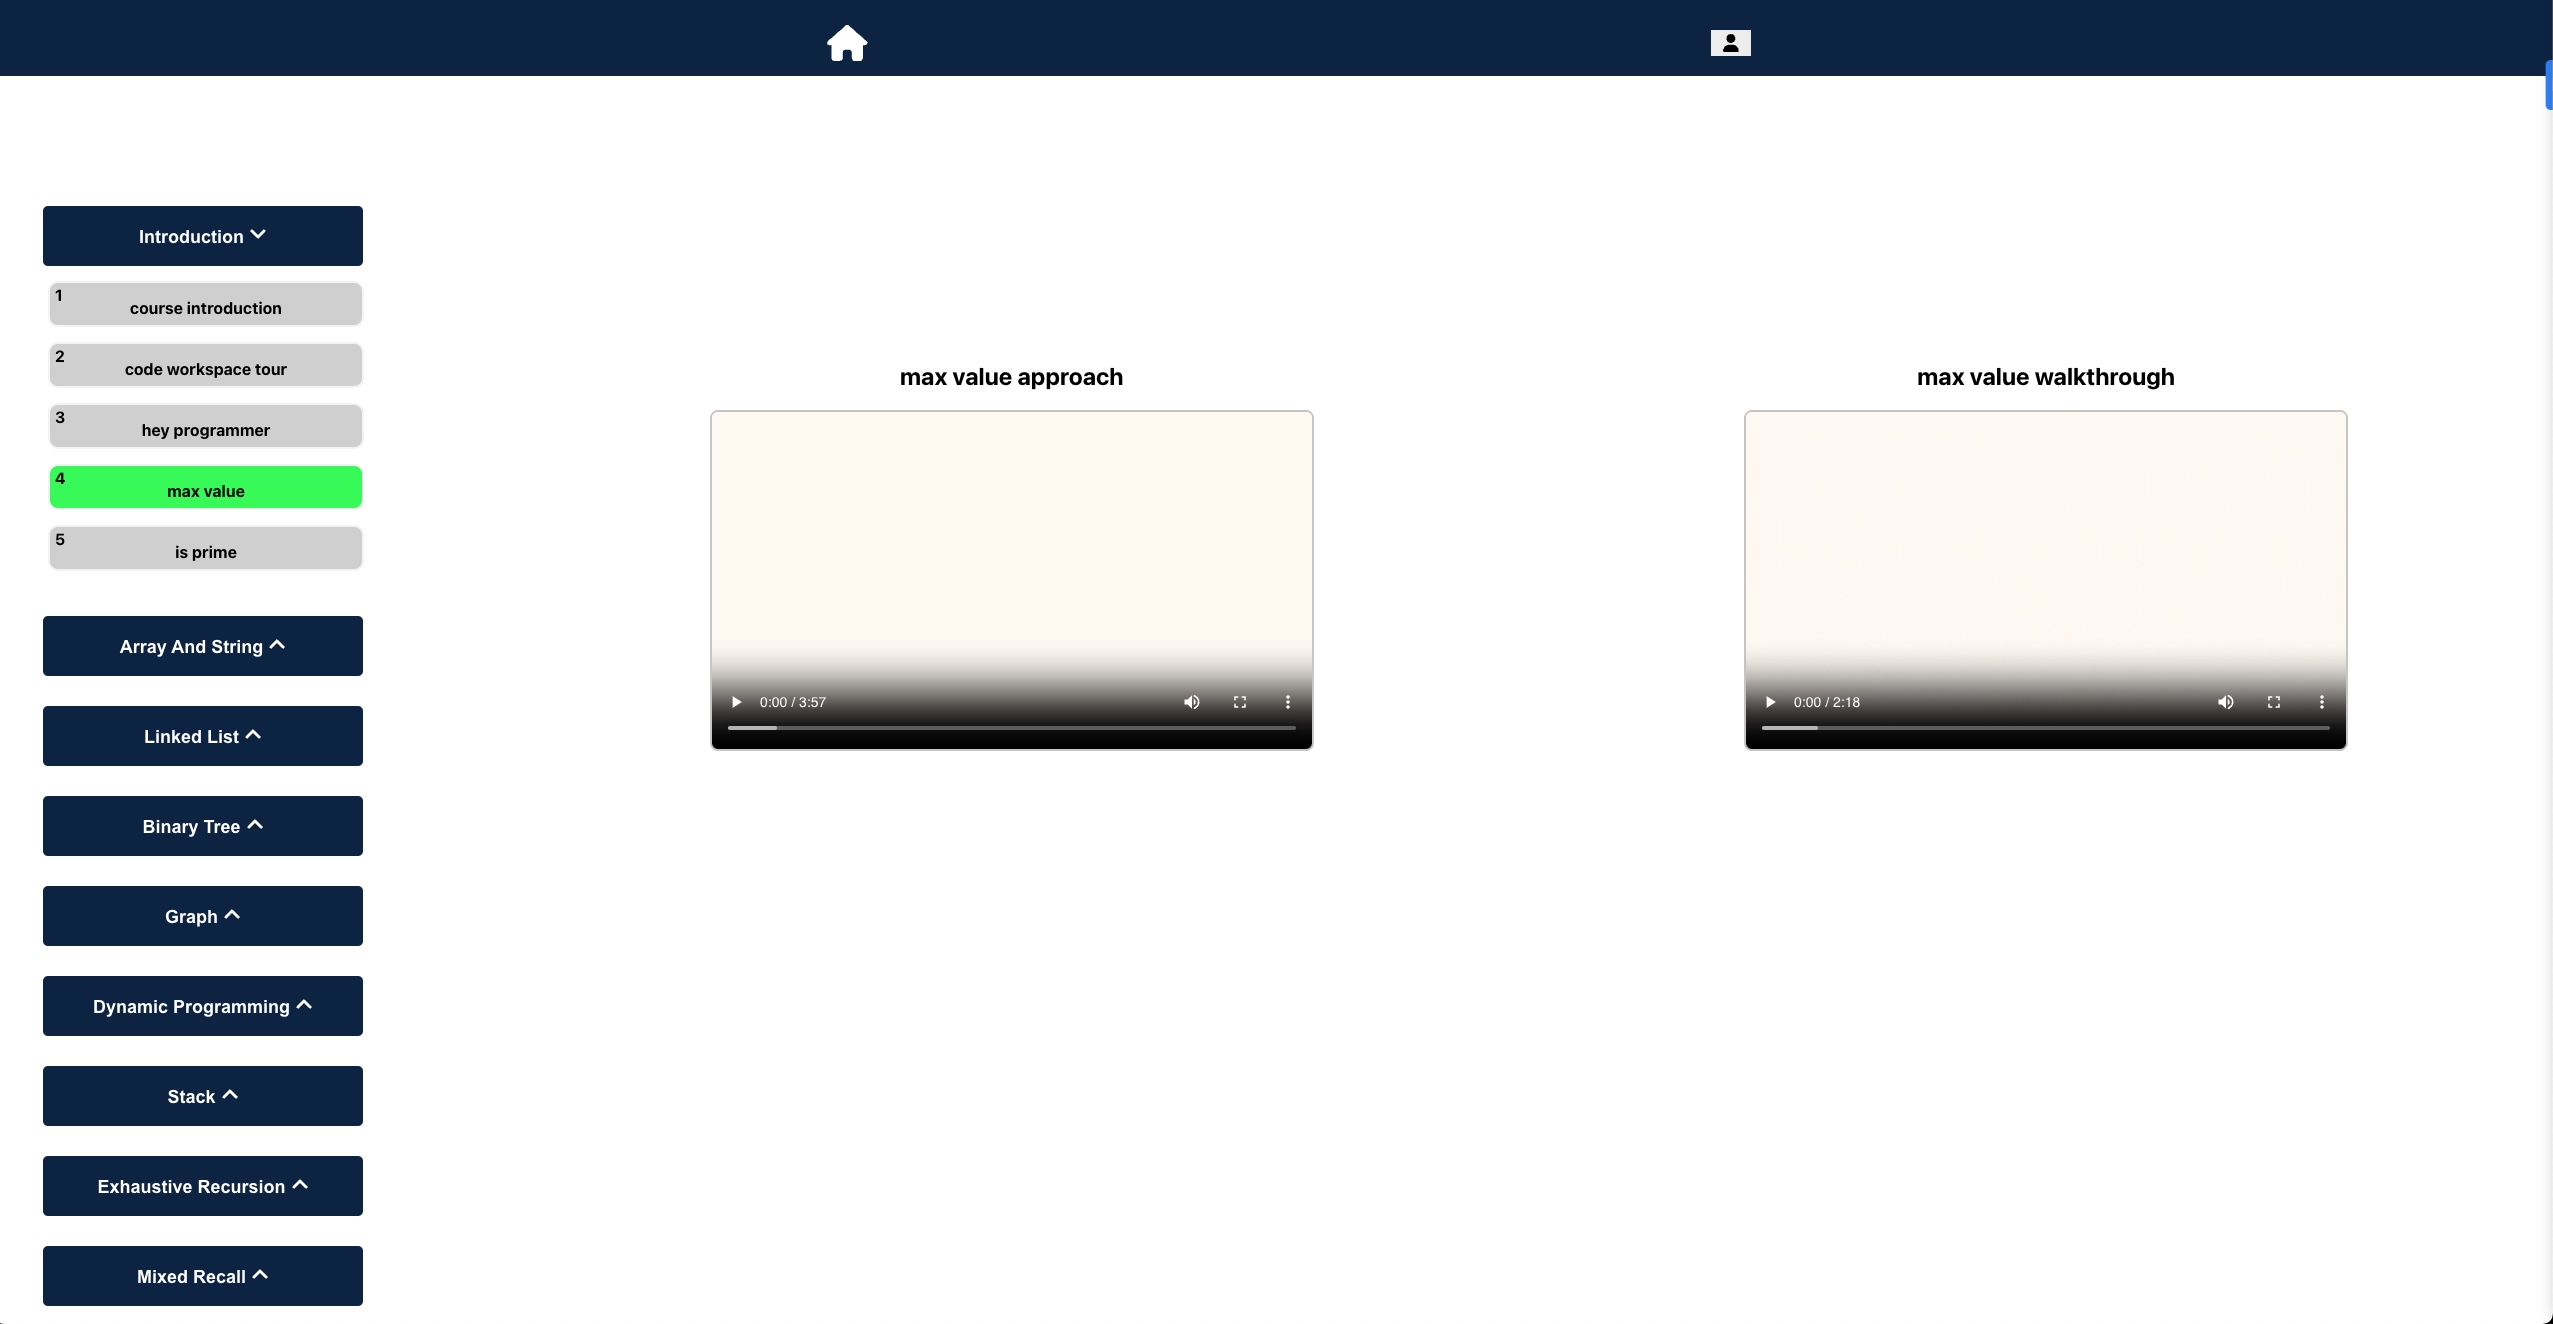 Introduction
1
course introduction
2
code workspace tour
3
hey programmer
4
max value
5
is prime
Array And String
Linked List
Binary Tree
Graph
Dynamic Programming
Stack
Exhaustive Recursion
Mixed Recall
max value approach
0:00 / 3:57
max value walkthrough
0:00 / 2:18